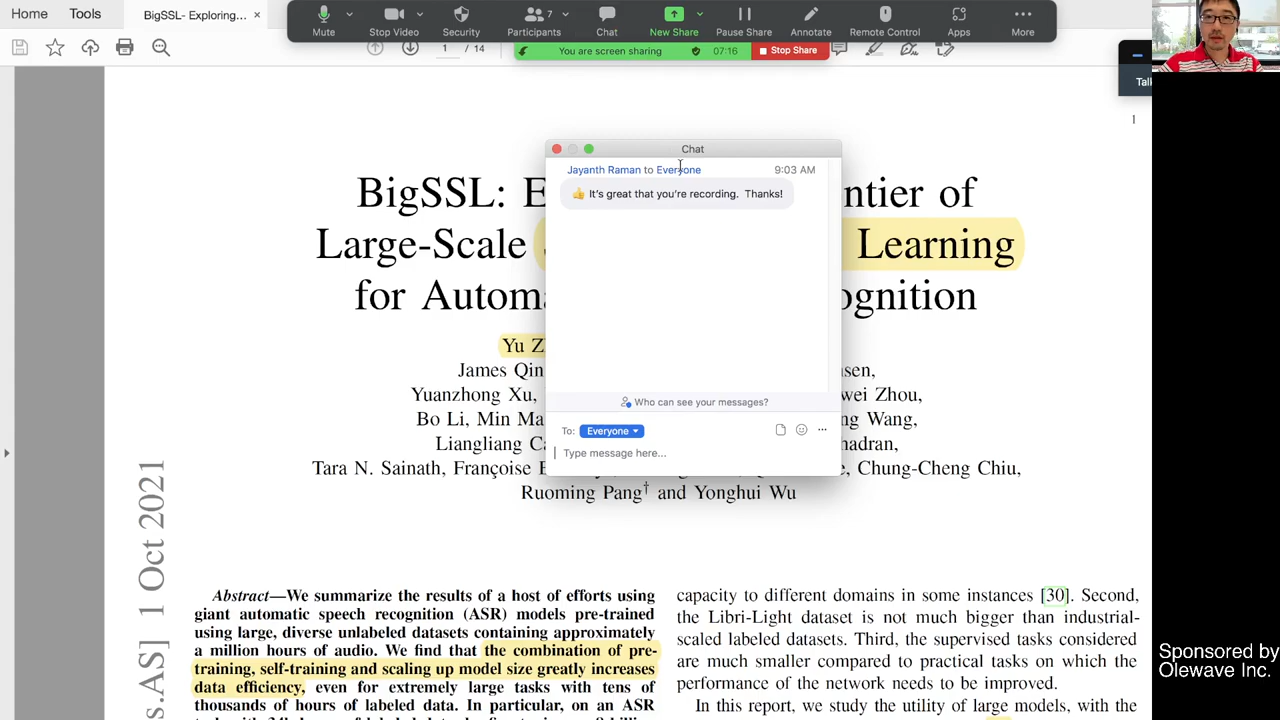 Home Tools BigSSL- Exploring... ×
Mute Stop Video Security Participants 7 Chat New Share Pause Share Annotate Remote Control Apps More
1 / 14
You are screen sharing 07:16 Stop Share
1
Chat
Jayanth Raman to Everyone 9:03 AM
👍 It's great that you're recording. Thanks!
Who can see your messages?
To: Everyone
Type message here...
BigSSL: E ntier of
Large-Scale Learning
for Automa ognition
Yu Z
James Qin sen,
Yuanzhong Xu, wei Zhou,
Bo Li, Min Ma ng Wang,
Liangliang Ca hadran,
Tara N. Sainath, Françoise B Chung-Cheng Chiu,
Ruoming Pang† and Yonghui Wu
s.AS] 1 Oct 2021
Abstract—We summarize the results of a host of efforts using
giant automatic speech recognition (ASR) models pre-trained
using large, diverse unlabeled datasets containing approximately
a million hours of audio. We find that the combination of pre-
training, self-training and scaling up model size greatly increases
data efficiency, even for extremely large tasks with tens of
thousands of hours of labeled data. In particular, on an ASR
capacity to different domains in some instances [30]. Second,
the Libri-Light dataset is not much bigger than industrial-
scaled labeled datasets. Third, the supervised tasks considered
are much smaller compared to practical tasks on which the
performance of the network needs to be improved.
In this report, we study the utility of large models, with the
Talk
Sponsored by
Olewave Inc.